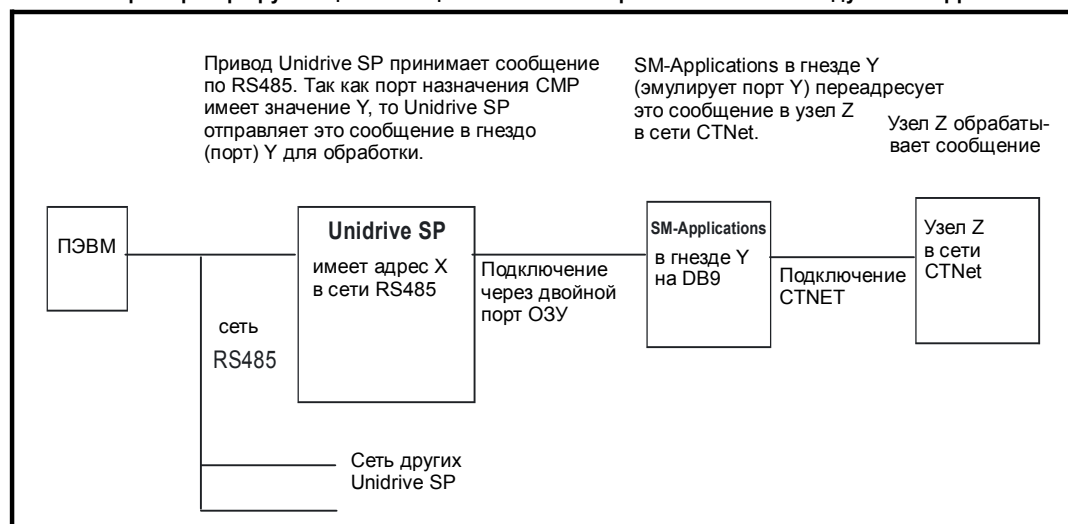 Привод Unidrive SP принимает сообщение
по RS485. Так как порт назначения CMP
имеет значение Y, то Unidrive SP
отправляет это сообщение в гнездо
(порт) Y для обработки.
SM-Applications в гнезде Y
(эмулирует порт Y) переадресует
это сообщение в узел Z
в сети CTNet.
Узел Z обрабаты-
вает сообщение
ПЭВМ
Unidrive SP
имеет адрес X
в сети RS485
Подключение
через двойной
порт ОЗУ
SM-Applications
в гнезде Y
на DB9
Подключение
CTNET
Узел Z
в сети
CTNet
сеть
RS485
Сеть других
Unidrive SP